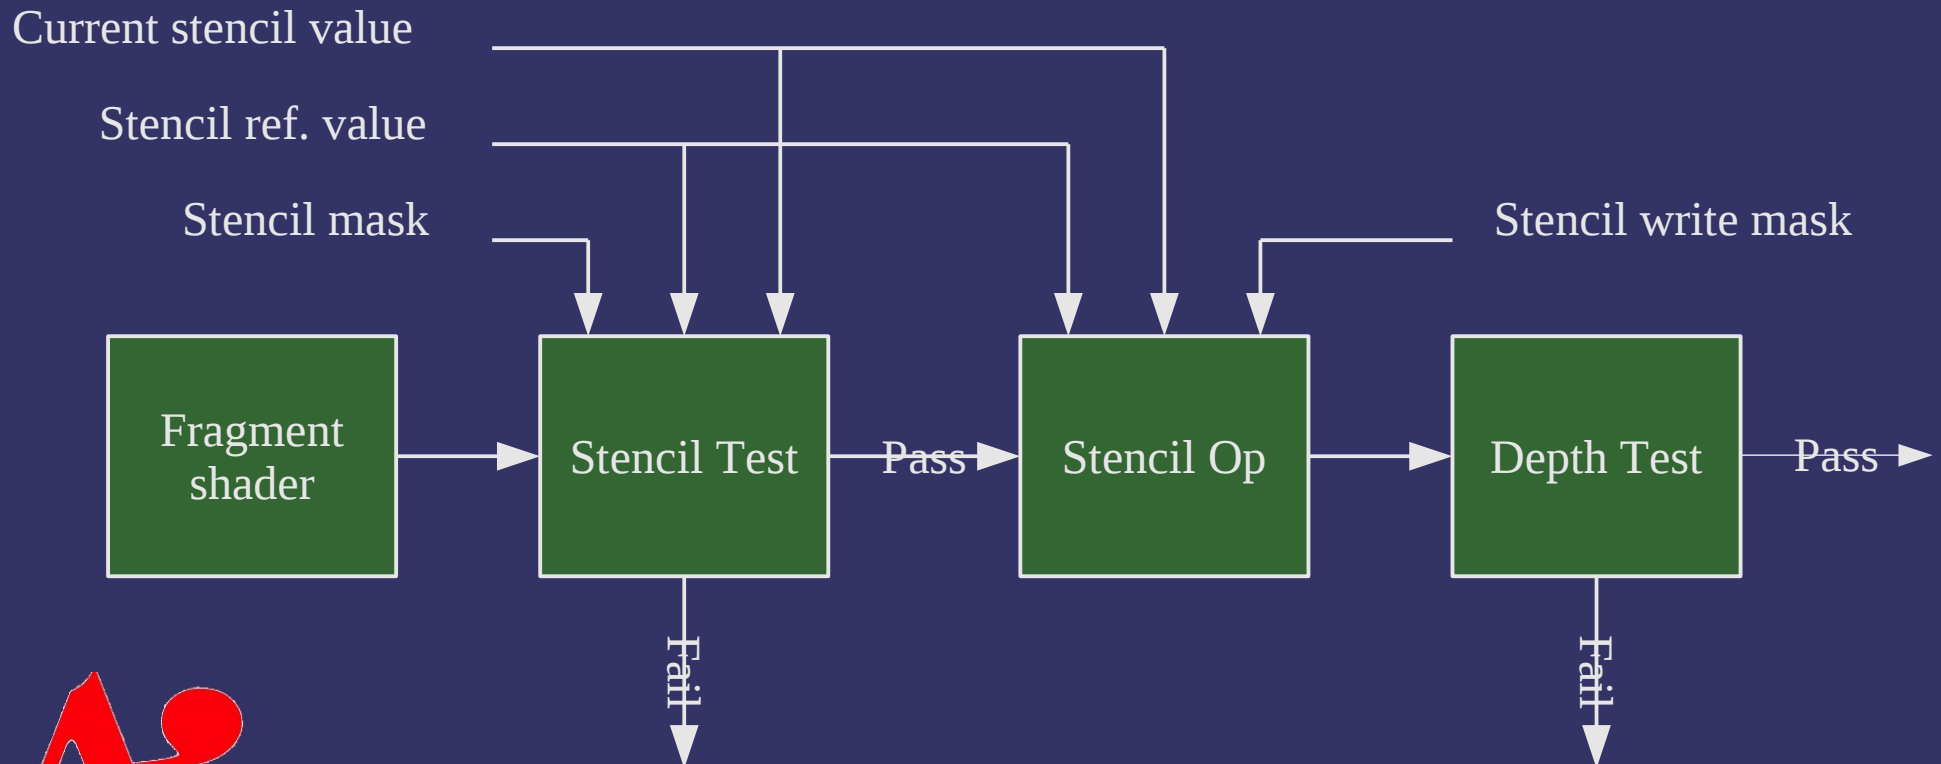 Current stencil value
Stencil ref. value
Stencil mask
Stencil write mask
Fragment
shader
Stencil Test
Pass
Stencil Op
Depth Test
Pass
Fail
Fail